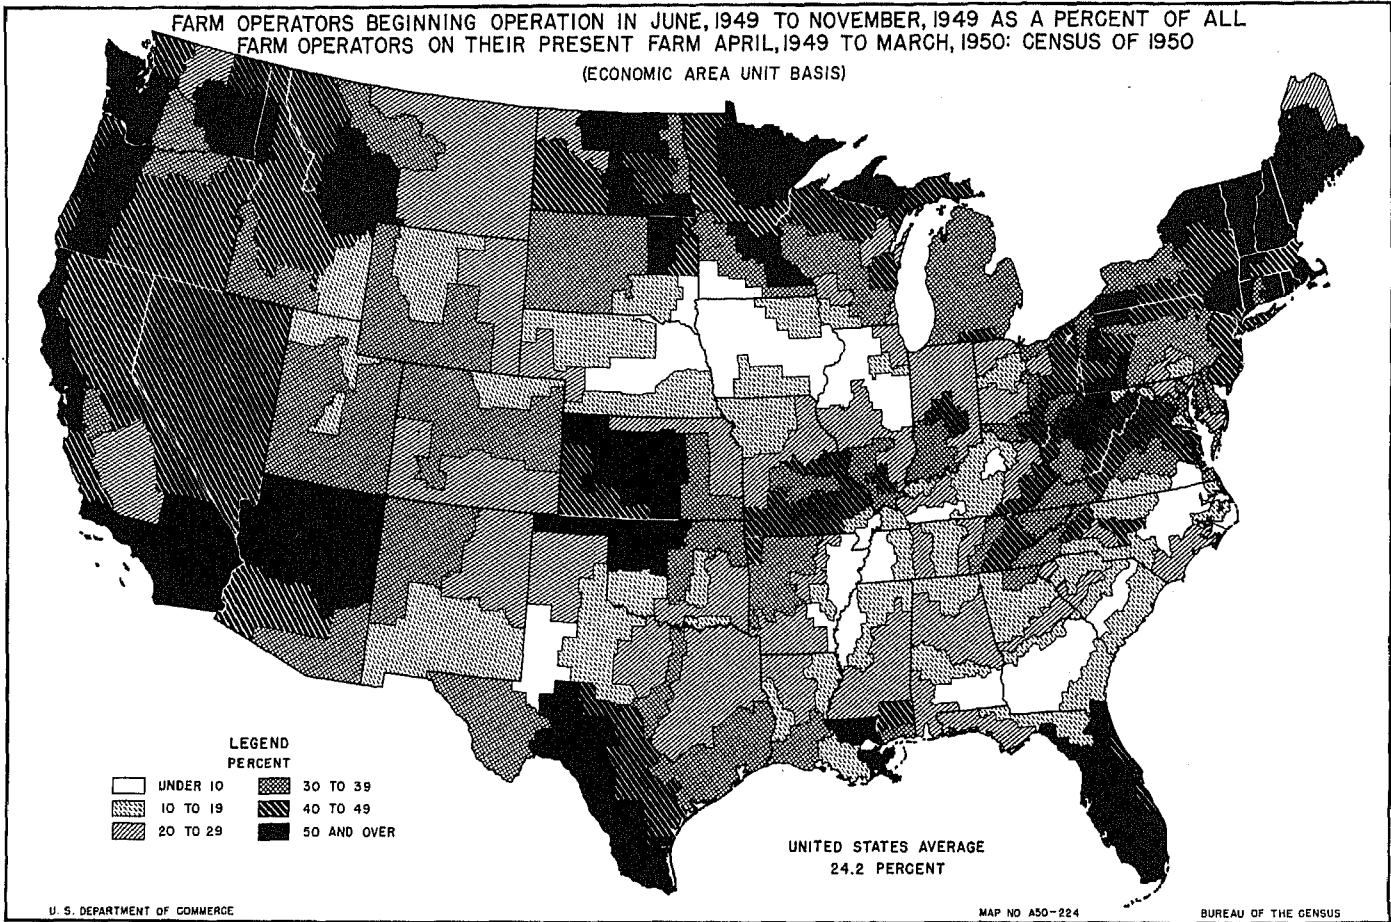 FARM OPERATORS BEGINNING OPERATION IN JUNE, 1949 TO NOVEMBER, 1949 AS A PERCENT OF ALL
FARM OPERATORS ON THEIR PRESENT FARM APRIL, 1949 TO MARCH, 1950: CENSUS OF 1950
(ECONOMIC AREA UNIT BASIS)
LEGEND
PERCENT
UNDER 10
10 TO 19
20 TO 29
30 TO 39
40 TO 49
50 AND OVER
UNITED STATES AVERAGE
24.2 PERCENT
U. S. DEPARTMENT OF COMMERCE
MAP NO A50-224
BUREAU OF THE CENSUS